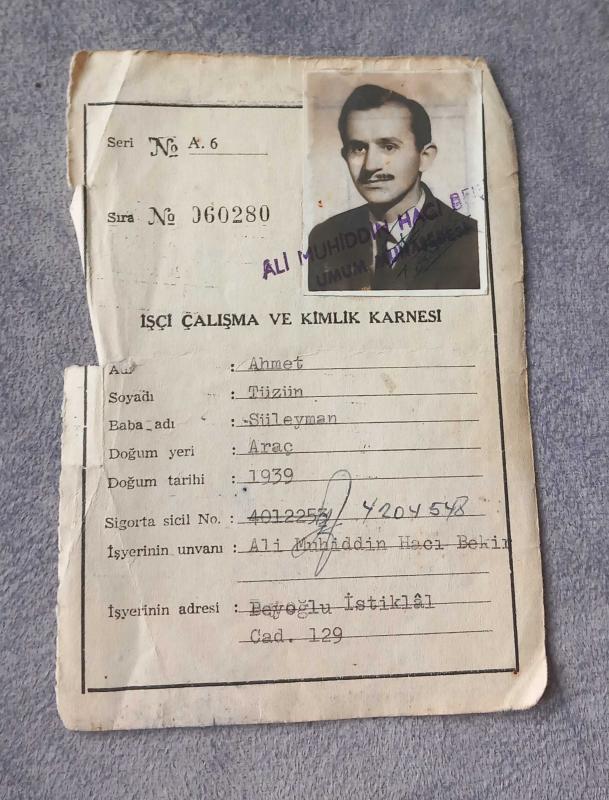 Seri No A. 6
Sıra No 060280
ALİ MUHİDDİN HACI BEK
UMUM
İŞÇİ ÇALIŞMA VE KİMLİK KARNESİ
: Ahmet
Soyadı : Tüzün
Baba adı : Süleyman
Doğum yeri : Araç
Doğum tarihi : 1939
Sigorta sicil No. : 4012253 4204548
İşyerinin unvanı : Ali Muhiddin Hacı Bekir
İşyerinin adresi : Beyoğlu İstiklâl
Cad. 129